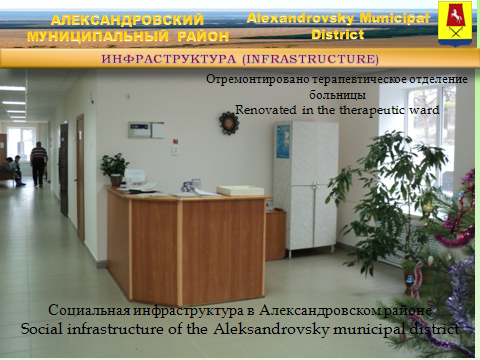 АЛЕКСАНДРОВСКИЙ
МУНИЦИПАЛЬНЫЙ РАЙОН
Alexandrovsky Municipal
District
ИНФРАСТРУКТУРА (INFRASTRUCTURE)
Отремонтировано терапевтическое отделение
больницы
Renovated in the therapeutic ward
Социальная инфраструктура в Александровском районе
Social infrastructure of the Aleksandrovsky municipal district